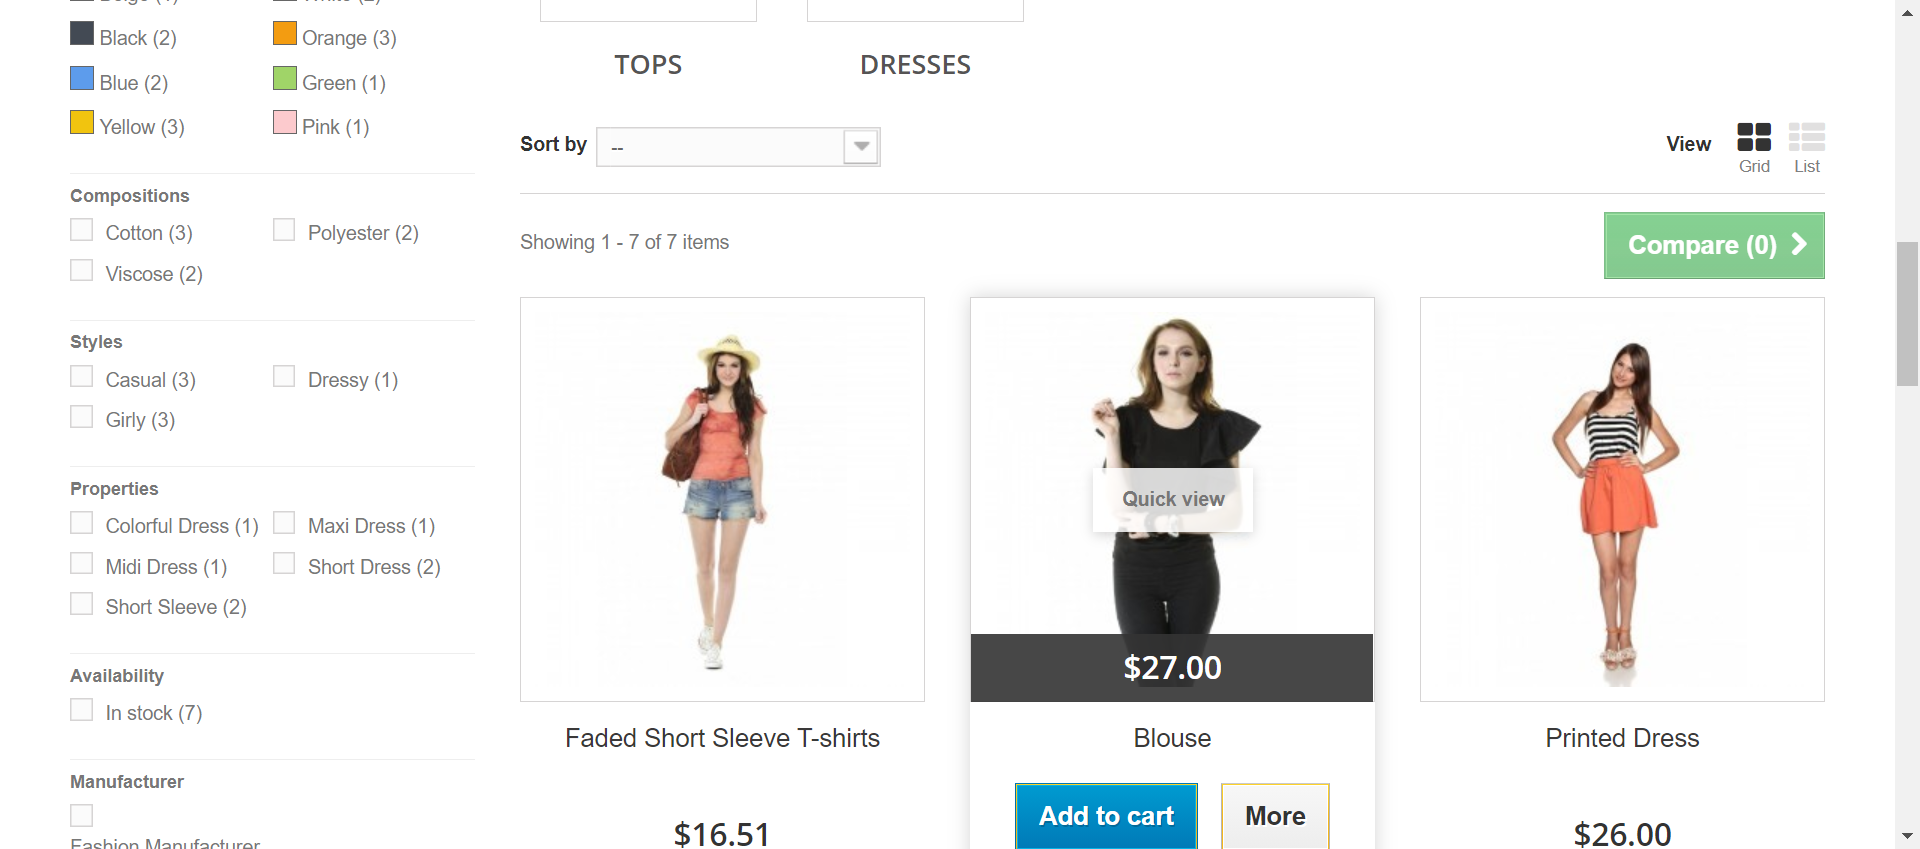 Beige (1)
White (2)
Black (2)
Orange (3)
Blue (2)
Green (1)
Yellow (3)
Pink (1)
Compositions
Cotton (3)
Polyester (2)
Viscose (2)
Styles
Casual (3)
Dressy (1)
Girly (3)
Properties
Colorful Dress (1)
Maxi Dress (1)
Midi Dress (1)
Short Dress (2)
Short Sleeve (2)
Availability
In stock (7)
Manufacturer
Fashion Manufacturer
TOPS
DRESSES
Sort by
--
View
Grid
List
Showing 1 - 7 of 7 items
Compare (0)
Quick view
$27.00
Faded Short Sleeve T-shirts
Blouse
Printed Dress
Add to cart
More
$16.51
$26.00